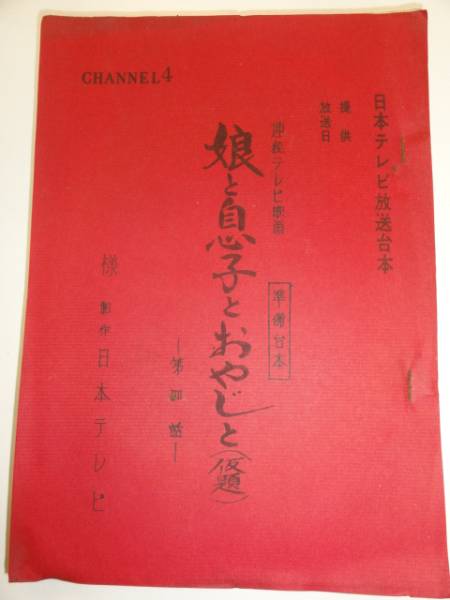 CHANNEL4
日本テレビ放送台本
提供
放送日
連続テレビ映画
準備台本
娘と息子とおやじと(仮題)
―第四話―
製作 日本テレビ
様